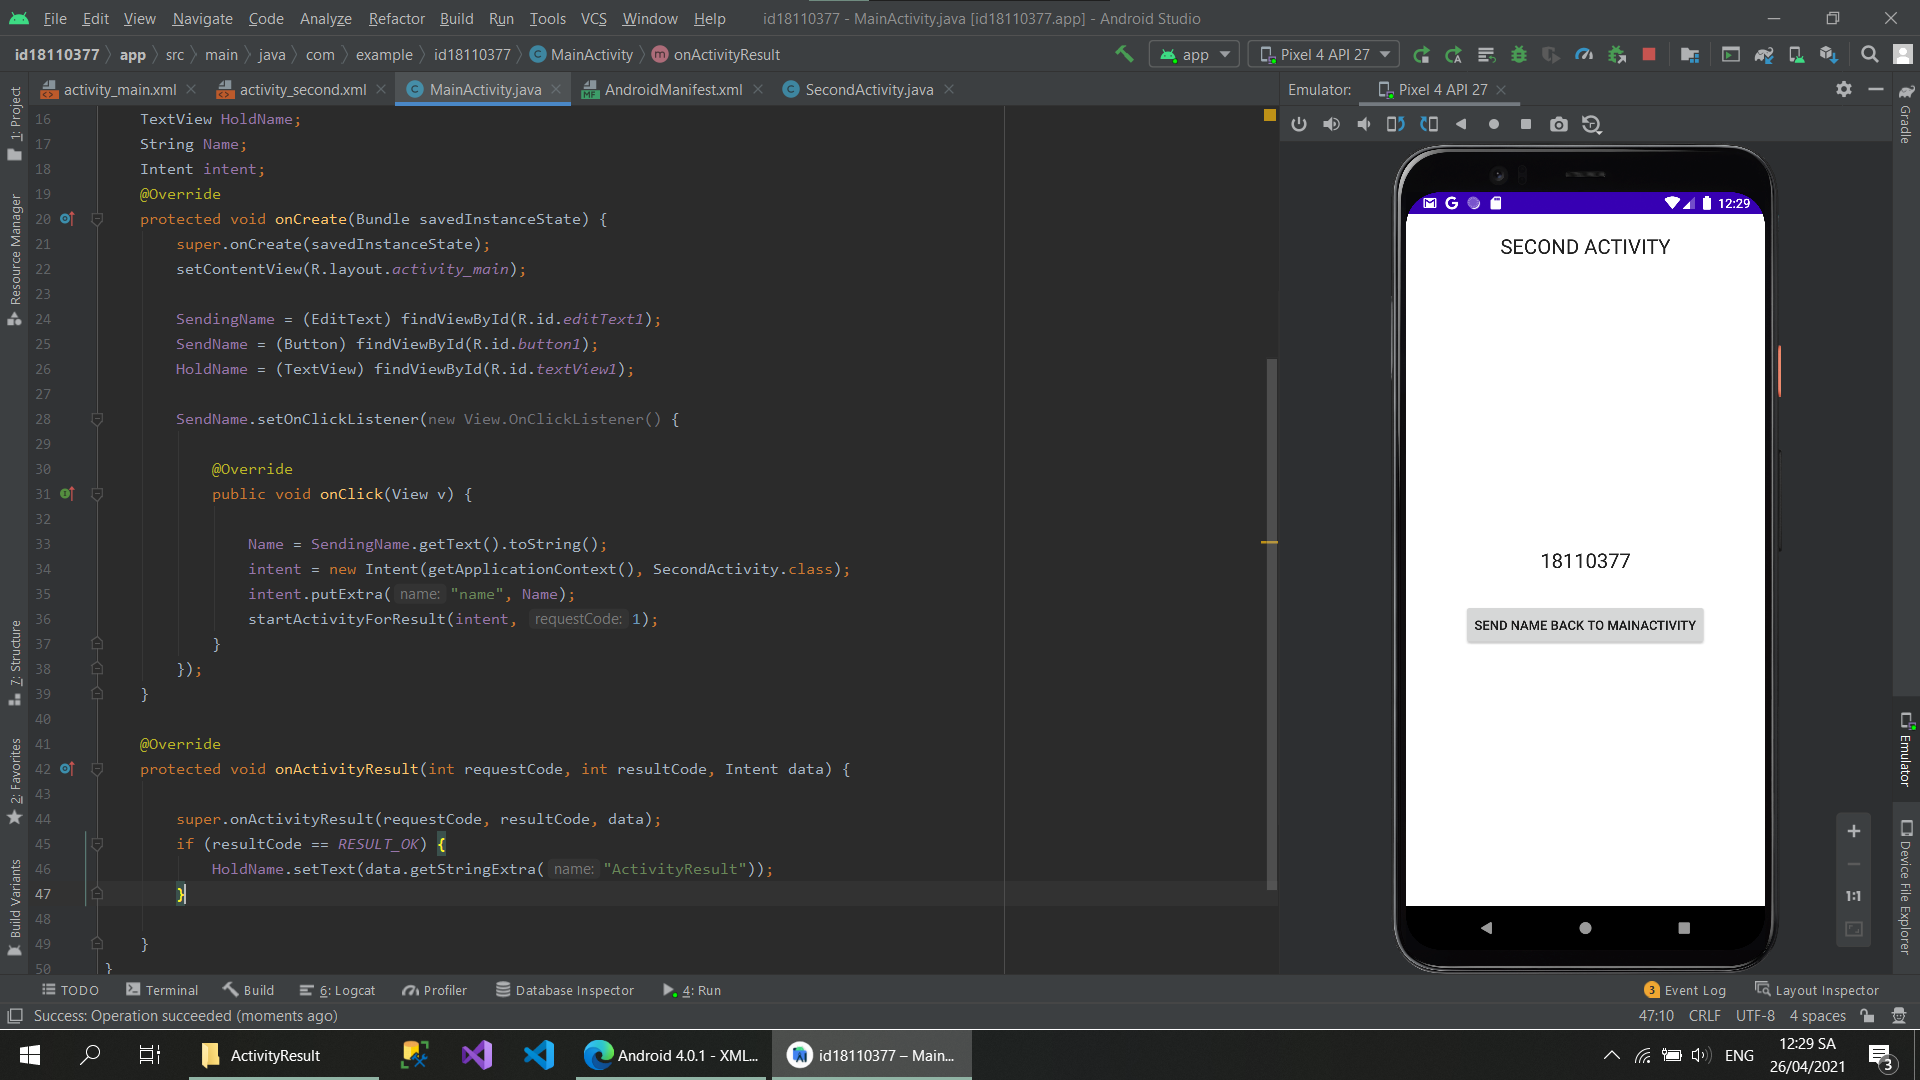 File Edit View Navigate Code Analyze Refactor Build Run Tools VCS Window Help id18110377 - MainActivity.java [id18110377.app] - Android Studio
id18110377 app src main java com example id18110377 MainActivity onActivityResult app Pixel 4 API 27
activity_main.xml activity_second.xml MainActivity.java AndroidManifest.xml SecondActivity.java Emulator: Pixel 4 API 27
1: Project
Resource Manager
7: Structure
2: Favorites
Build Variants
16 TextView HoldName;
17 String Name;
18 Intent intent;
19 @Override
20 protected void onCreate(Bundle savedInstanceState) {
21 super.onCreate(savedInstanceState);
22 setContentView(R.layout.activity_main);
23
24 SendingName = (EditText) findViewById(R.id.editText1);
25 SendName = (Button) findViewById(R.id.button1);
26 HoldName = (TextView) findViewById(R.id.textView1);
27
28 SendName.setOnClickListener(new View.OnClickListener() {
29
30 @Override
31 public void onClick(View v) {
32
33 Name = SendingName.getText().toString();
34 intent = new Intent(getApplicationContext(), SecondActivity.class);
35 intent.putExtra( name: "name", Name);
36 startActivityForResult(intent, requestCode: 1);
37 }
38 });
39 }
40
41 @Override
42 protected void onActivityResult(int requestCode, int resultCode, Intent data) {
43
44 super.onActivityResult(requestCode, resultCode, data);
45 if (resultCode == RESULT_OK) {
46 HoldName.setText(data.getStringExtra( name: "ActivityResult"));
47 }
48
49 }
50 }
12:29
SECOND ACTIVITY
18110377
SEND NAME BACK TO MAINACTIVITY
1:1
Gradle
Emulator
Device File Explorer
TODO Terminal Build 6: Logcat Profiler Database Inspector 4: Run 3 Event Log Layout Inspector
Success: Operation succeeded (moments ago) 47:10 CRLF UTF-8 4 spaces
ActivityResult Android 4.0.1 - XML... id18110377 – Main... ENG 12:29 SA
26/04/2021 3